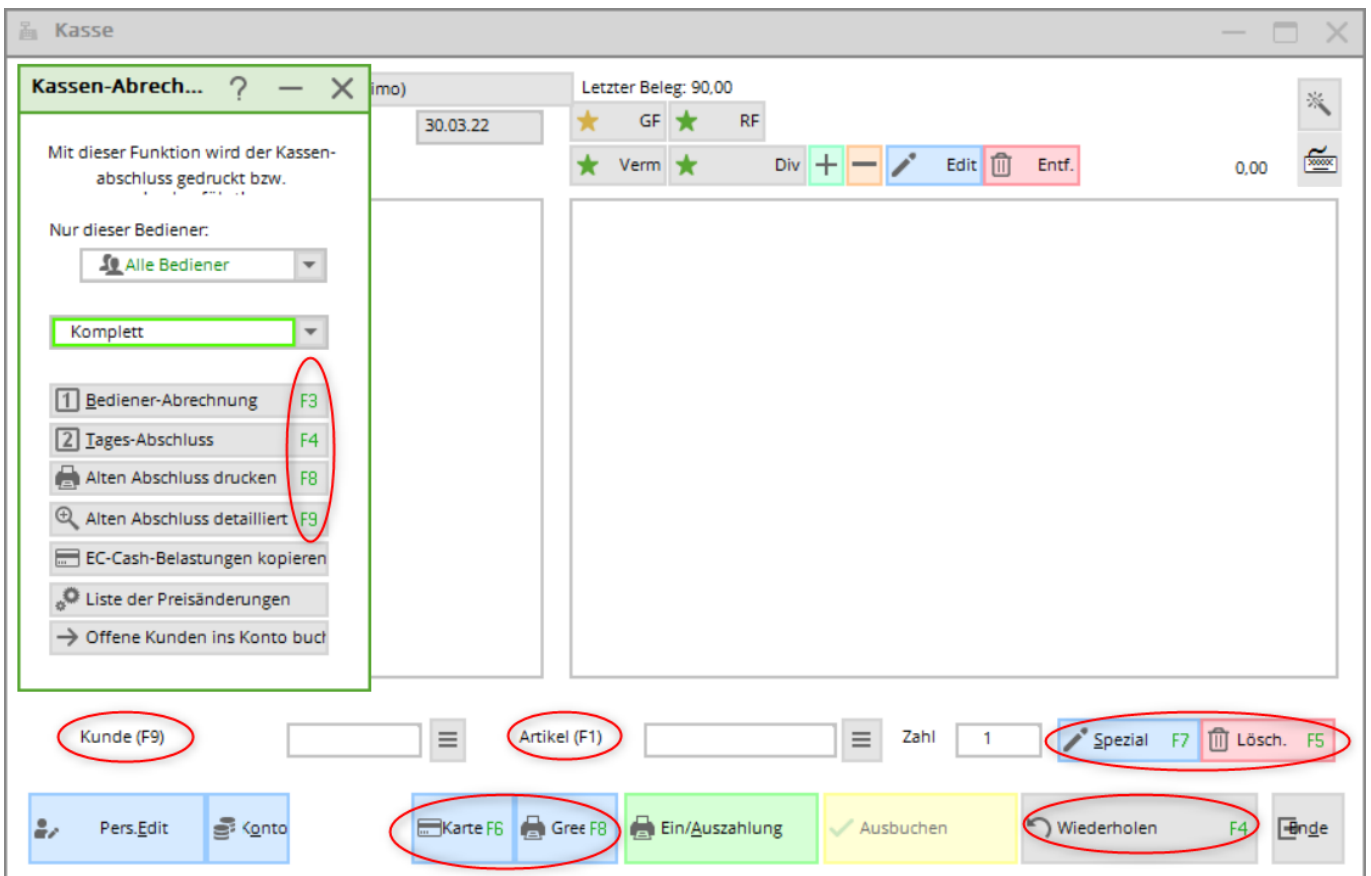 Kasse
Kassen-Abrech...
imo)
Letzter Beleg: 90,00
30.03.22
GF
RF
Verm
Div
Edit
Entf.
0,00
Mit dieser Funktion wird der Kassen-
abschluss gedruckt bzw.
Nur dieser Bediener:
Alle Bediener
Komplett
1 Bediener-Abrechnung F3
2 Tages-Abschluss F4
Alten Abschluss drucken F8
Alten Abschluss detailliert F9
EC-Cash-Belastungen kopieren
Liste der Preisänderungen
Offene Kunden ins Konto buch
Kunde (F9)
Artikel (F1)
Zahl
1
Spezial F7
Lösch. F5
Pers.Edit
Konto
Karte F6
Gree F8
Ein/Auszahlung
Ausbuchen
Wiederholen F4
Ende